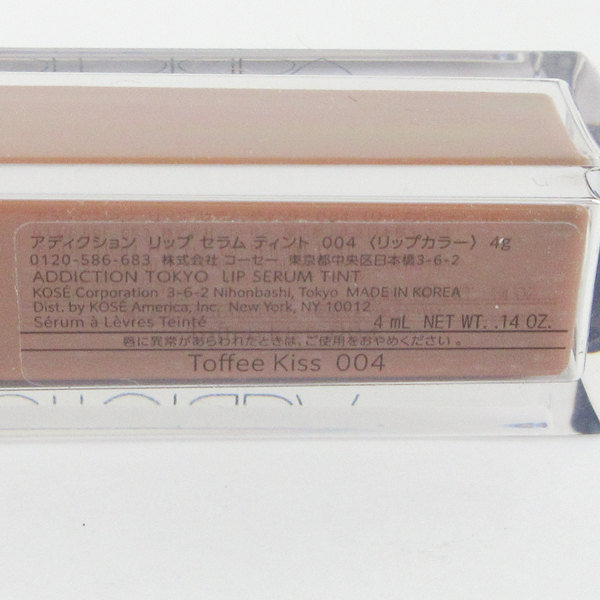 アディクション リップ セラム ティント 004 〈リップカラー〉 4g
0120-586-683 株式会社 コーセー 東京都中央区日本橋3-6-2
ADDICTION TOKYO LIP SERUM TINT
KOSÉ Corporation 3-6-2 Nihonbashi, Tokyo MADE IN KOREA
Dist. by KOSÉ America, Inc. New York, NY 10012
Sérum à Lèvres Teinté 4 mL NET WT. .14 OZ.
唇に異常があらわれたときは、ご使用をおやめください。
Toffee Kiss 004